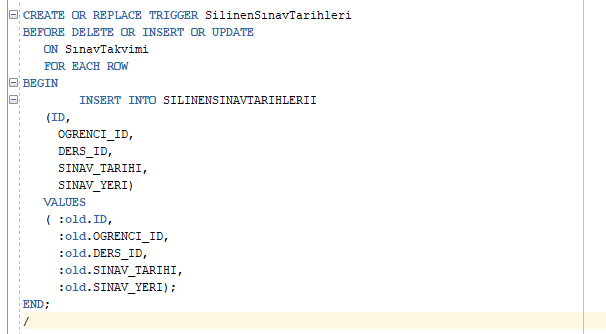 CREATE OR REPLACE TRIGGER SilinenSınavTarihleri
BEFORE DELETE OR INSERT OR UPDATE
ON SınavTakvimi
FOR EACH ROW
BEGIN
INSERT INTO SILINENSINAVTARIHLERII
(ID,
OGRENCI_ID,
DERS_ID,
SINAV_TARIHI,
SINAV_YERI)
VALUES
( :old.ID,
:old.OGRENCI_ID,
:old.DERS_ID,
:old.SINAV_TARIHI,
:old.SINAV_YERI);
END;
/